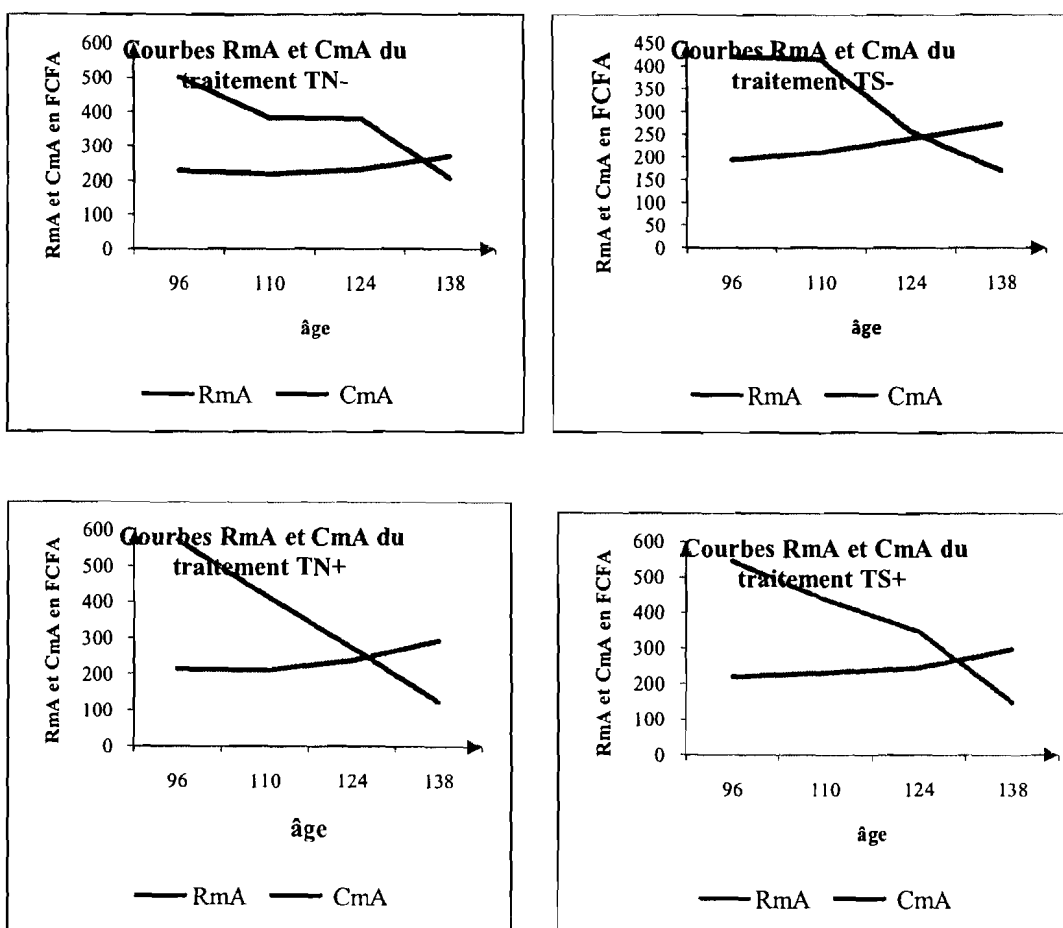 Courbes RmA et CmA du
traitement TN-
RmA et CmA en FCFA
600
500
400
300
200
100
0
96 110 124 138
âge
RmA CmA
Courbes RmA et CmA du
traitement TS-
RmA et CmA en FCFA
450
400
350
300
250
200
150
100
50
0
96 110 124 138
âge
RmA CmA
Courbes RmA et CmA du
traitement TN+
RmA et CmA en FCFA
600
500
400
300
200
100
0
96 110 124 138
âge
RmA CmA
Courbes RmA et CmA du
traitement TS+
RmA et CmA en FCFA
600
500
400
300
200
100
0
96 110 124 138
âge
RmA CmA